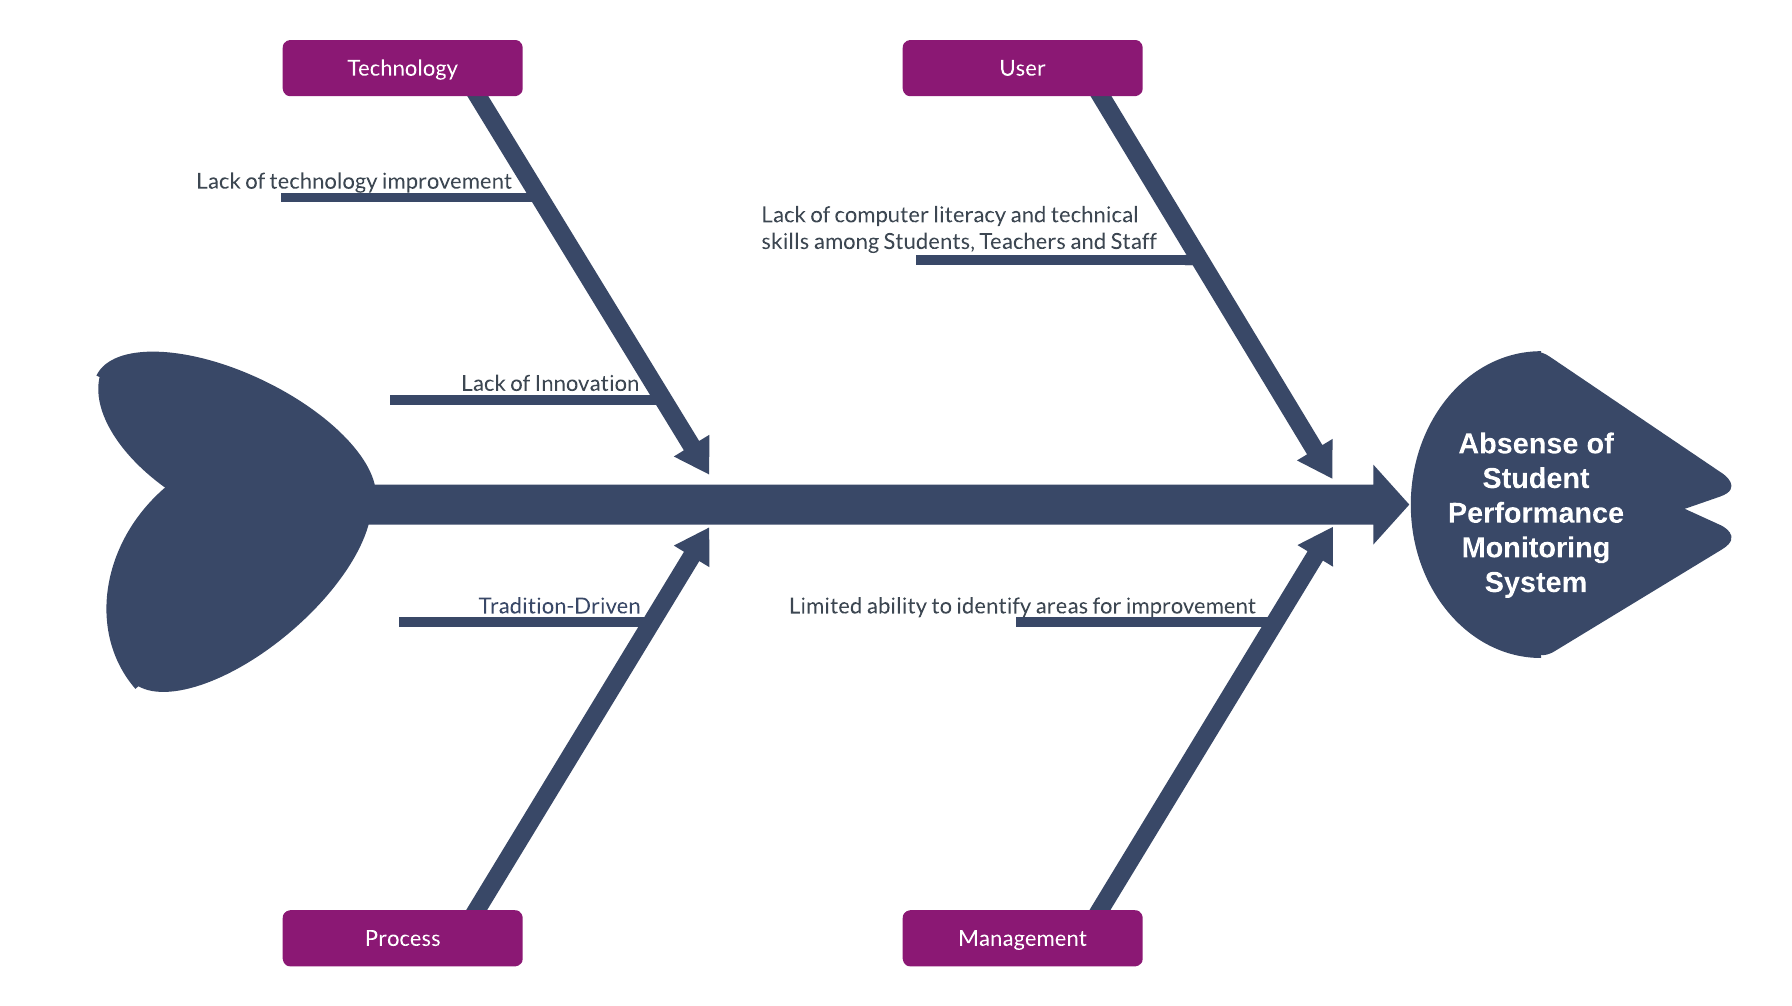 Technology
User
Lack of technology improvement
Lack of computer literacy and technical
skills among Students, Teachers and Staff
Lack of Innovation
Absense of
Student
Performance
Monitoring
System
Tradition-Driven
Limited ability to identify areas for improvement
Process
Management